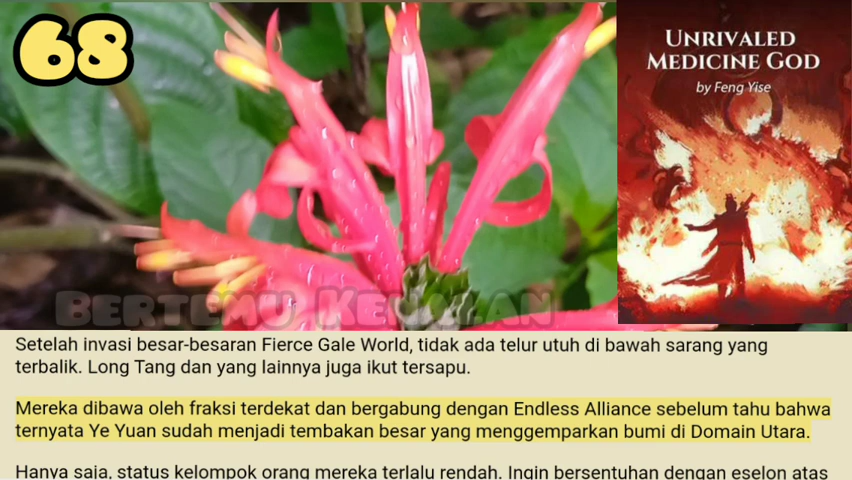 68
UNRIVALED
MEDICINE GOD
by Feng Yise
Setelah invasi besar-besaran Fierce Gale World, tidak ada telur utuh di bawah sarang yang
terbalik. Long Tang dan yang lainnya juga ikut tersapu.
Mereka dibawa oleh fraksi terdekat dan bergabung dengan Endless Alliance sebelum tahu bahwa
ternyata Ye Yuan sudah menjadi tembakan besar yang menggemparkan bumi di Domain Utara.
Hanya saja, status kelompok orang mereka terlalu rendah. Ingin bersentuhan dengan eselon atas